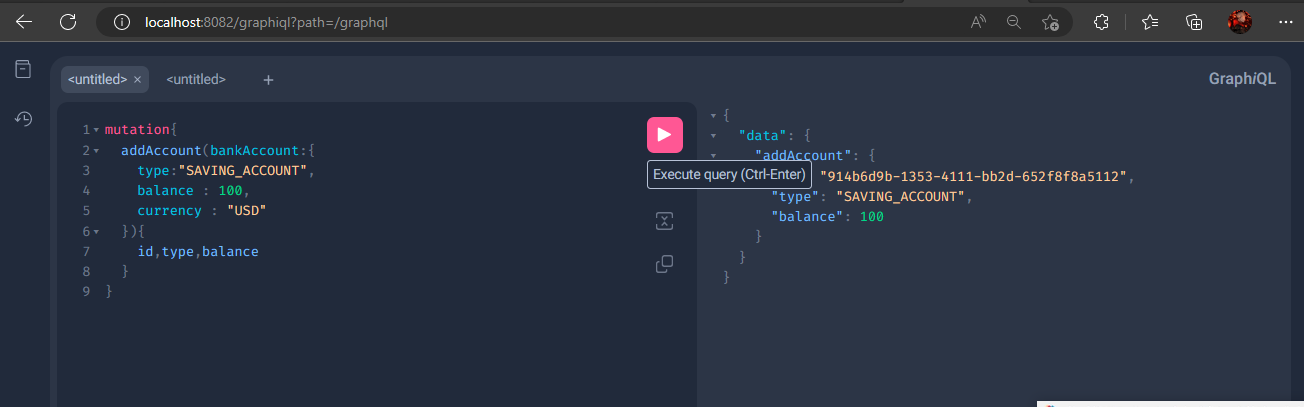 localhost:8082/graphiql?path=/graphql
<untitled> ×
<untitled>
+
GraphiQL
1 mutation{
2 addAccount(bankAccount:{
3 type:"SAVING_ACCOUNT",
4 balance : 100,
5 currency : "USD"
6 }){
7 id,type,balance
8 }
9 }
Execute query (Ctrl-Enter)
{
"data": {
"addAccount": {
"914b6d9b-1353-4111-bb2d-652f8f8a5112",
"type": "SAVING_ACCOUNT",
"balance": 100
}
}
}